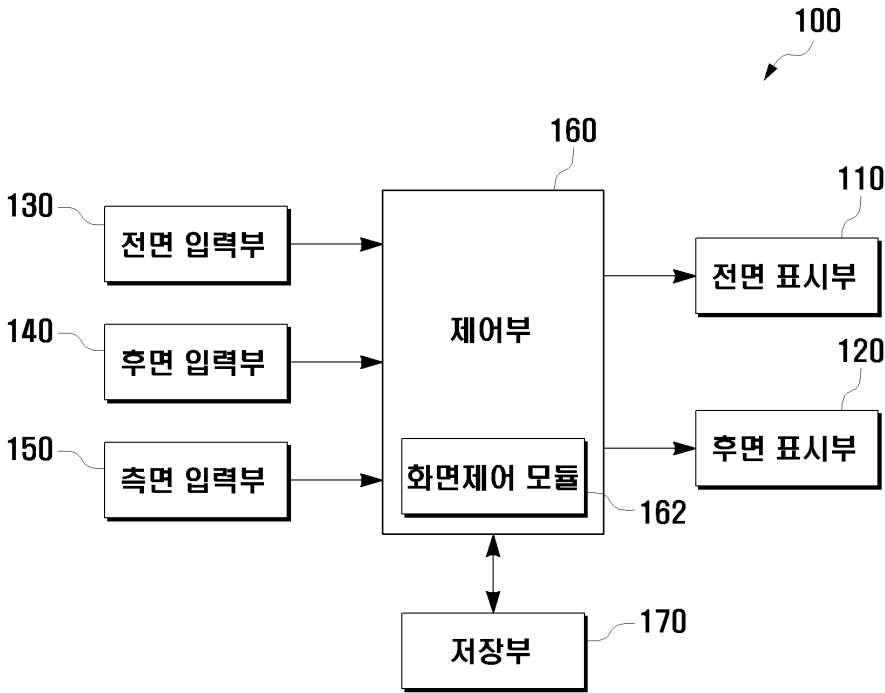 100
160
130
전면 입력부
110
전면 표시부
140
후면 입력부
제어부
120
후면 표시부
150
측면 입력부
화면제어 모듈
162
170
저장부